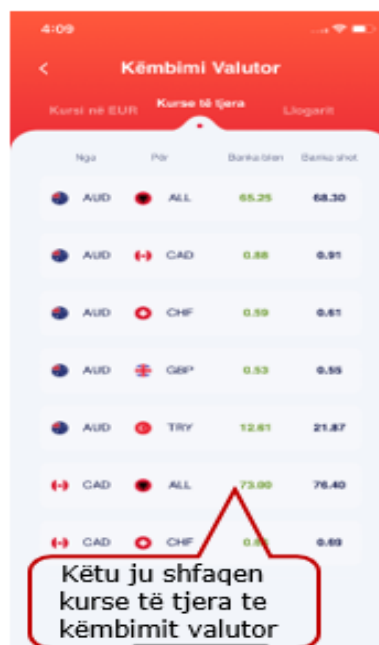 4:09
Këmbimi Valutor
Kursi në EUR Kurse të tjera Llogarit
Nga Për Banka blen Banka shet
AUD ALL 65.25 68.30
AUD CAD 0.88 0.91
AUD CHF 0.59 0.61
AUD GBP 0.53 0.55
AUD TRY 12.61 21.87
CAD ALL 73.00 76.40
CAD CHF 0.69
Këtu ju shfaqen
kurse të tjera te
këmbimit valutor